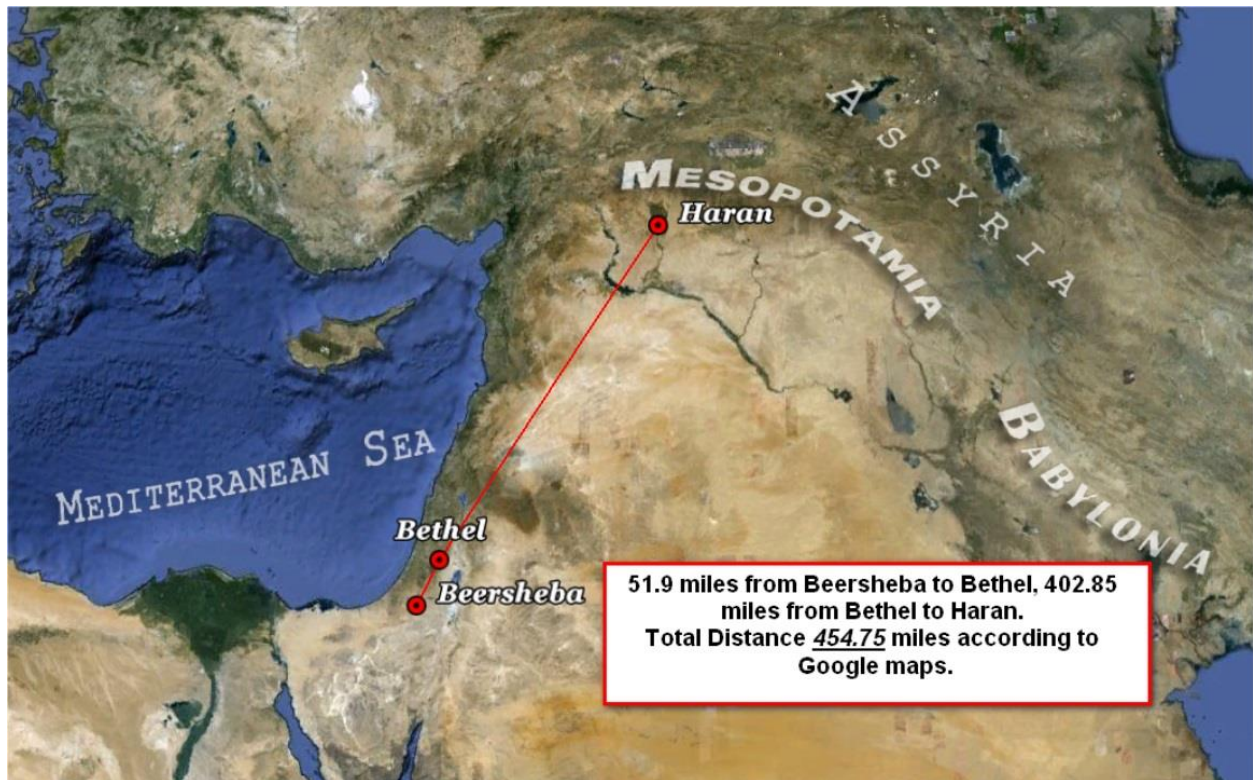 ASSYRIA
MESOPOTAMIA
Haran
BABYLONIA
MEDITERRANEAN SEA
Bethel
Beersheba
51.9 miles from Beersheba to Bethel, 402.85
miles from Bethel to Haran.
Total Distance 454.75 miles according to
Google maps.